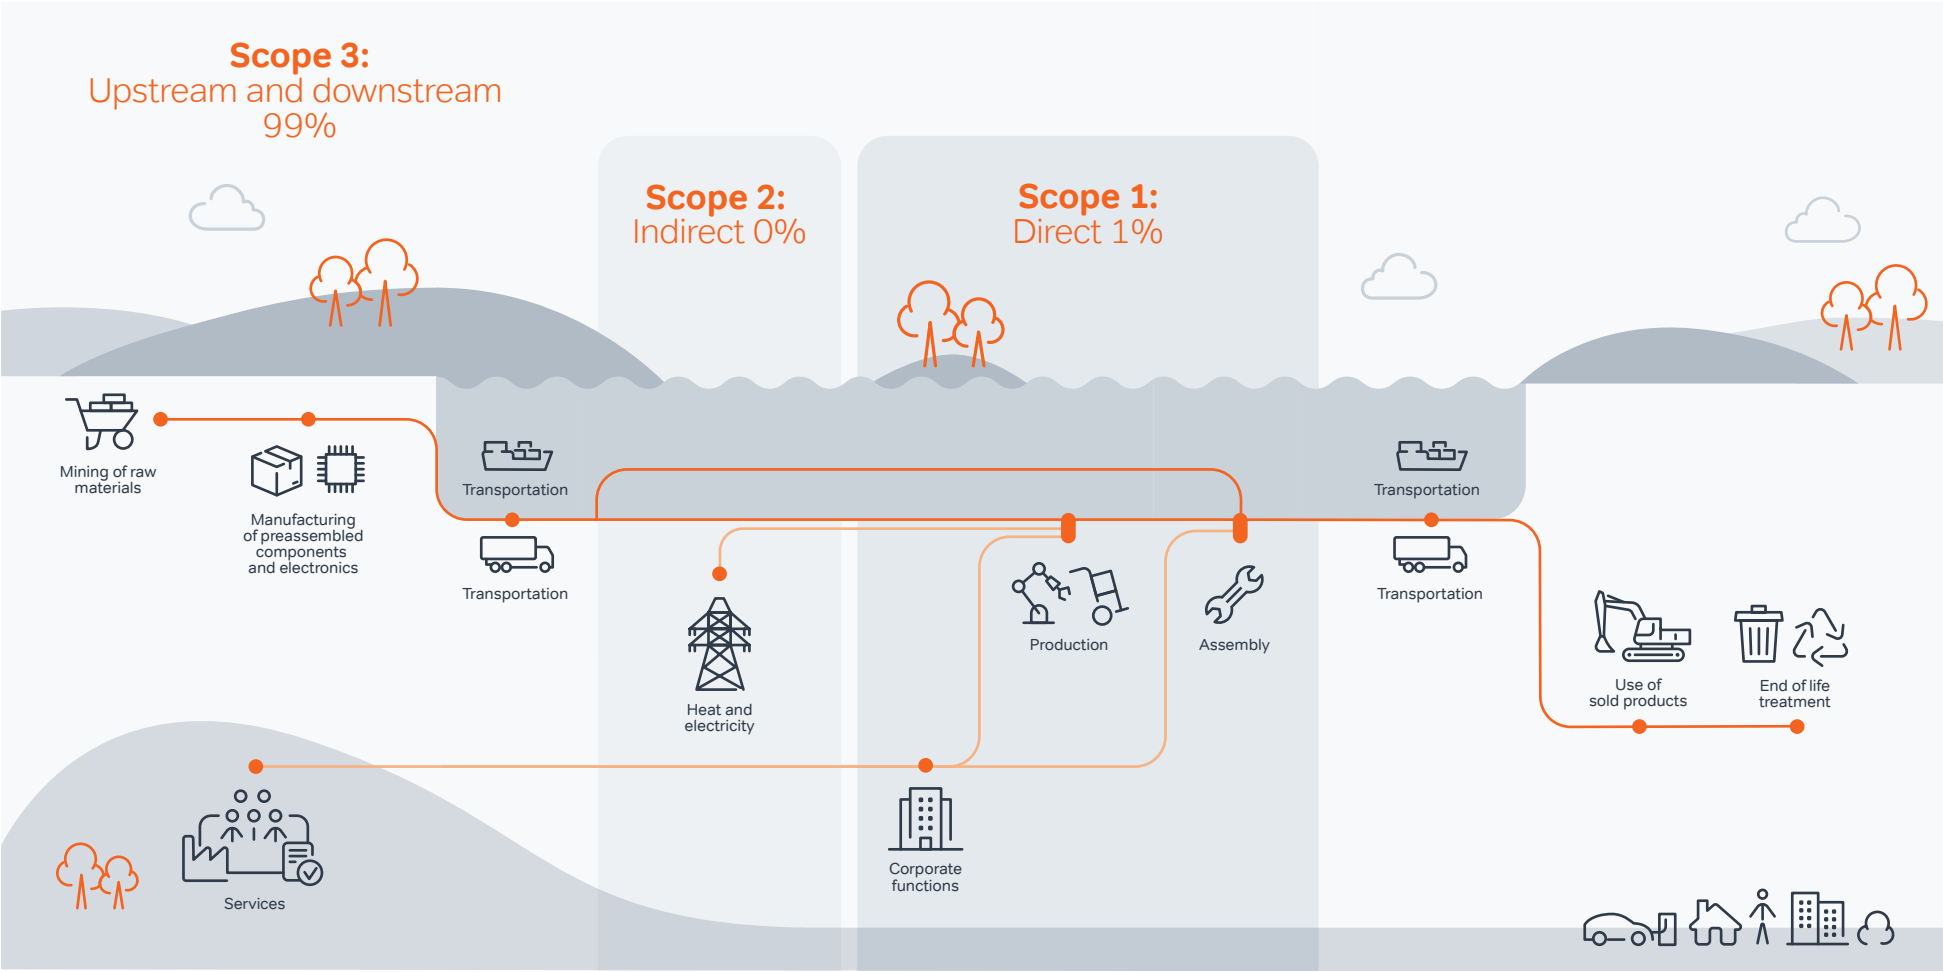 Scope 3:
Upstream and downstream
99%
Scope 2:
Indirect 0%
Scope 1:
Direct 1%
Mining of raw
materials
Manufacturing
of preassembled
components
and electronics
Transportation
Transportation
Heat and
electricity
Production
Assembly
Transportation
Transportation
Use of
sold products
End of life
treatment
Services
Corporate
functions